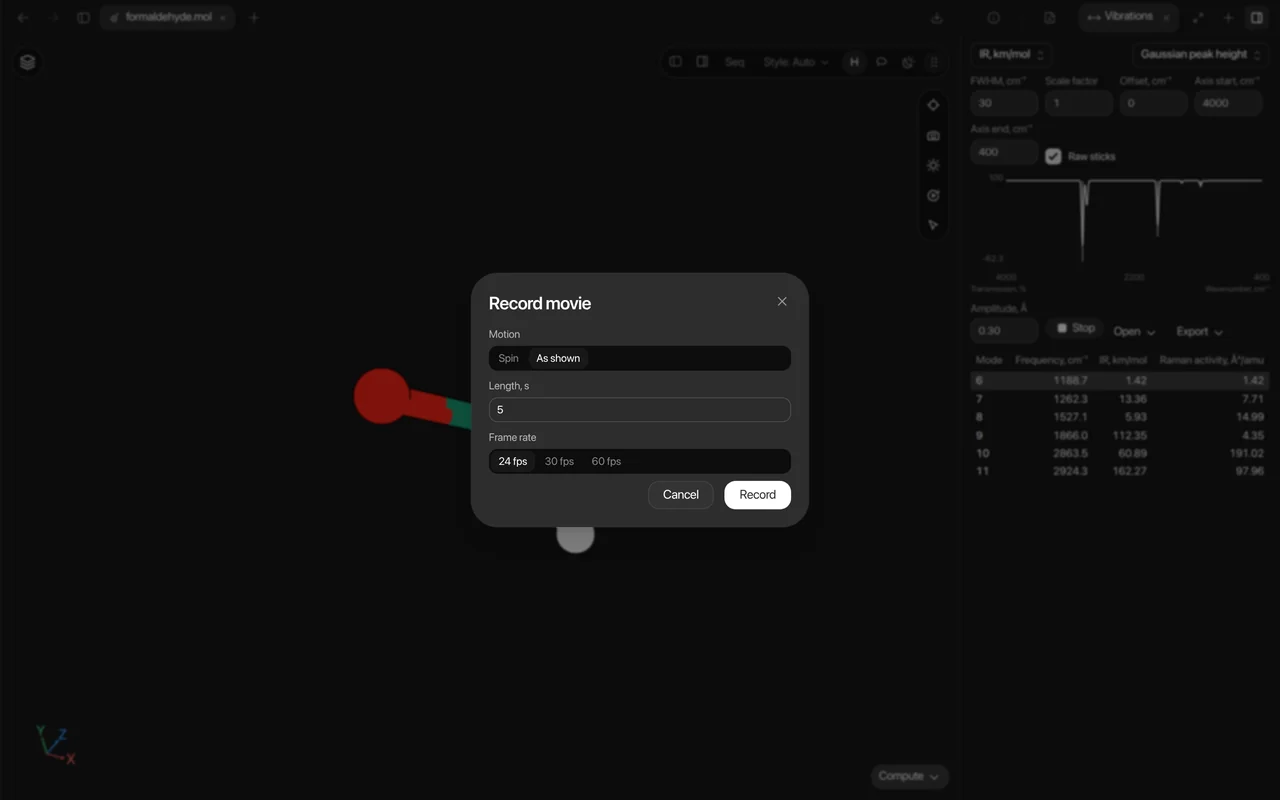 formaldehyde.mol
Vibrations
Seq
Style: Auto
H
IR, km/mol
Gaussian peak height
FWHM, cm⁻¹
Scale factor
Offset, cm⁻¹
Axis start, cm⁻¹
30
1
0
4000
Axis end, cm⁻¹
400
Raw sticks
100
4000
2200
400
Transmission, %
Wavenumber, cm⁻¹
Amplitude, Å
0.30
Stop
Open
Export
Mode Frequency, cm⁻¹ IR, km/mol Raman activity, Å⁴/amu
6 1188.7 1.42 1.42
7 1262.3 13.36 7.71
8 1527.1 5.93 14.99
9 1866.0 112.35 4.35
10 2863.5 60.89 191.02
11 2924.3 162.27 97.96
Record movie
Motion
Spin As shown
Length, s
5
Frame rate
24 fps 30 fps 60 fps
Cancel Record
Y
Z
X
Compute